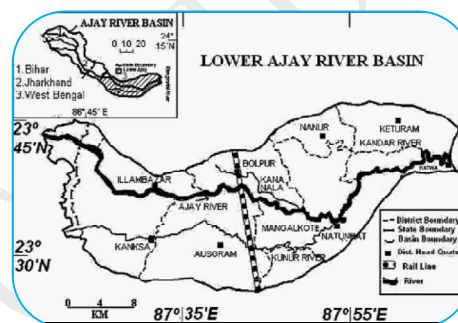 AJAY RIVER BASIN
24°
15'N
0 10 20
1.Bihar
2.Jharkhand
3.West Bengal
86°,45' E
LOWER AJAY RIVER BASIN
23°
45'N
NANUR
KETURAM
KANDAR RIVER
BOLPUR
KATWA
ILLAMBAZAR
KANA
NALA
AJAY RIVER
MANGALKOTE
NATUNHAT
KANKSA
AUSGRAM
KUNUR RIVER
23°
30'N
District Boundary
State Boundary
Basin Boundary
Dist. Head Quater
Rail Line
River
0 4 8
KM
87°,35'E
87°,55'E